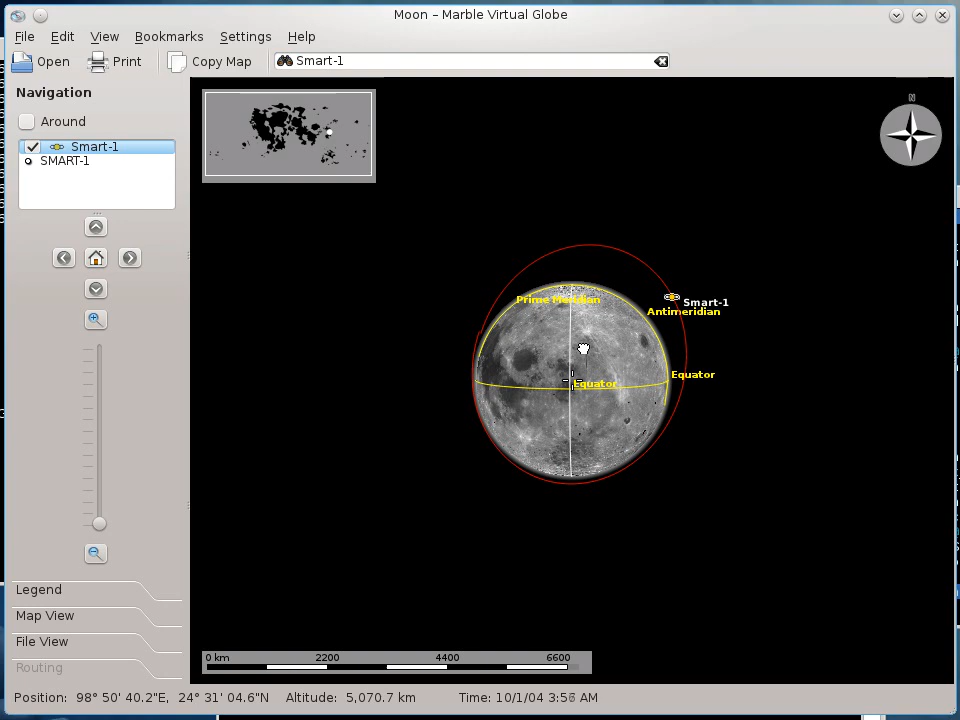 Moon – Marble Virtual Globe
File Edit View Bookmarks Settings Help
Open Print Copy Map Smart-1
Navigation
Around
Smart-1
SMART-1
N
Prime Meridian
Smart-1
Antimeridian
Equator
Equator
Legend
Map View
File View
Routing
0 km 2200 4400 6600
Position: 98° 50' 40.2"E, 24° 31' 04.6"N Altitude: 5,070.7 km Time: 10/1/04 3:56 AM